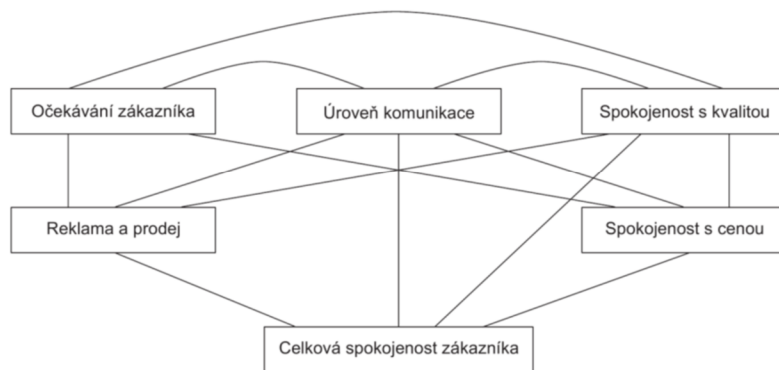 Očekávání zákazníka
Úroveň komunikace
Spokojenost s kvalitou
Reklama a prodej
Spokojenost s cenou
Celková spokojenost zákazníka